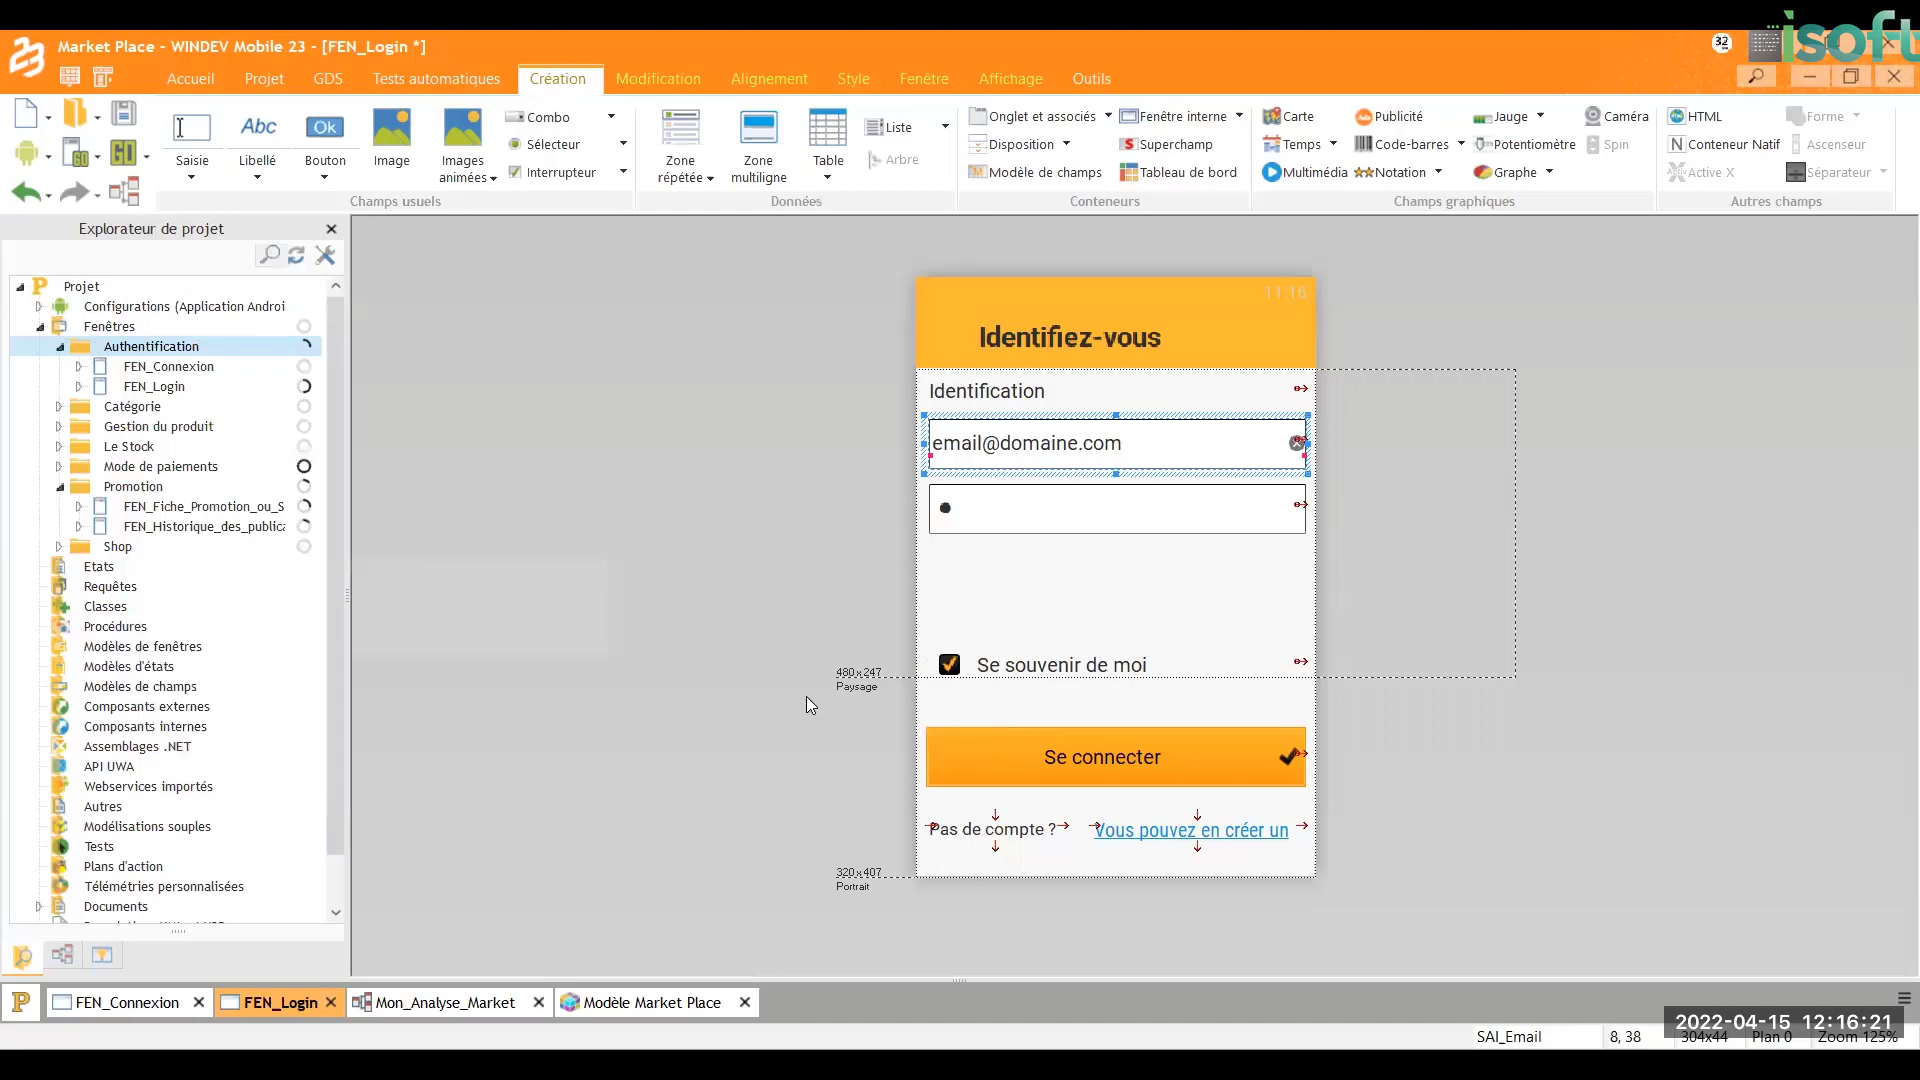 isoft
Market Place - WINDEV Mobile 23 - [FEN_Login *]
32
Accueil Projet GDS Tests automatiques Création Modification Alignement Style Fenêtre Affichage Outils
Saisie
Abc
Libellé
Ok
Bouton
Image
Images
animées
Combo
Sélecteur
Interrupteur
Champs usuels
Zone
répétée
Zone
multiligne
Table
Liste
Arbre
Données
Onglet et associés
Fenêtre interne
Disposition
Superchamp
Modèle de champs
Tableau de bord
Conteneurs
Carte
Publicité
Jauge
Caméra
Temps
Code-barres
Potentiomètre
Spin
Multimédia
Notation
Graphe
Champs graphiques
HTML
Forme
Conteneur Natif
Ascenseur
Active X
Séparateur
Autres champs
Explorateur de projet
Projet
Configurations (Application Androi
Fenêtres
Authentification
FEN_Connexion
FEN_Login
Catégorie
Gestion du produit
Le Stock
Mode de paiements
Promotion
FEN_Fiche_Promotion_ou_S
FEN_Historique_des_public
Shop
Etats
Requêtes
Classes
Procédures
Modèles de fenêtres
Modèles d'états
Modèles de champs
Composants externes
Composants internes
Assemblages .NET
API UWA
Webservices importés
Autres
Modélisations souples
Tests
Plans d'action
Télémétries personnalisées
Documents
11:16
Identifiez-vous
Identification
email@domaine.com
Se souvenir de moi
480x247
Paysage
Se connecter
Pas de compte ? Vous pouvez en créer un
320x407
Portrait
FEN_Connexion FEN_Login Mon_Analyse_Market Modèle Market Place
2022-04-15 12:16:21
SAI_Email 8, 38 304x44 Plan 0 Zoom 125%